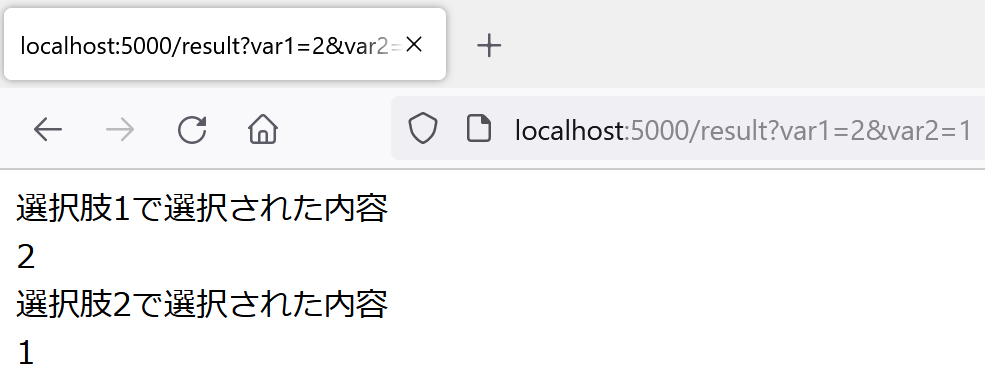 localhost:5000/result?var1=2&var2=
localhost:5000/result?var1=2&var2=1
選択肢1で選択された内容
2
選択肢2で選択された内容
1